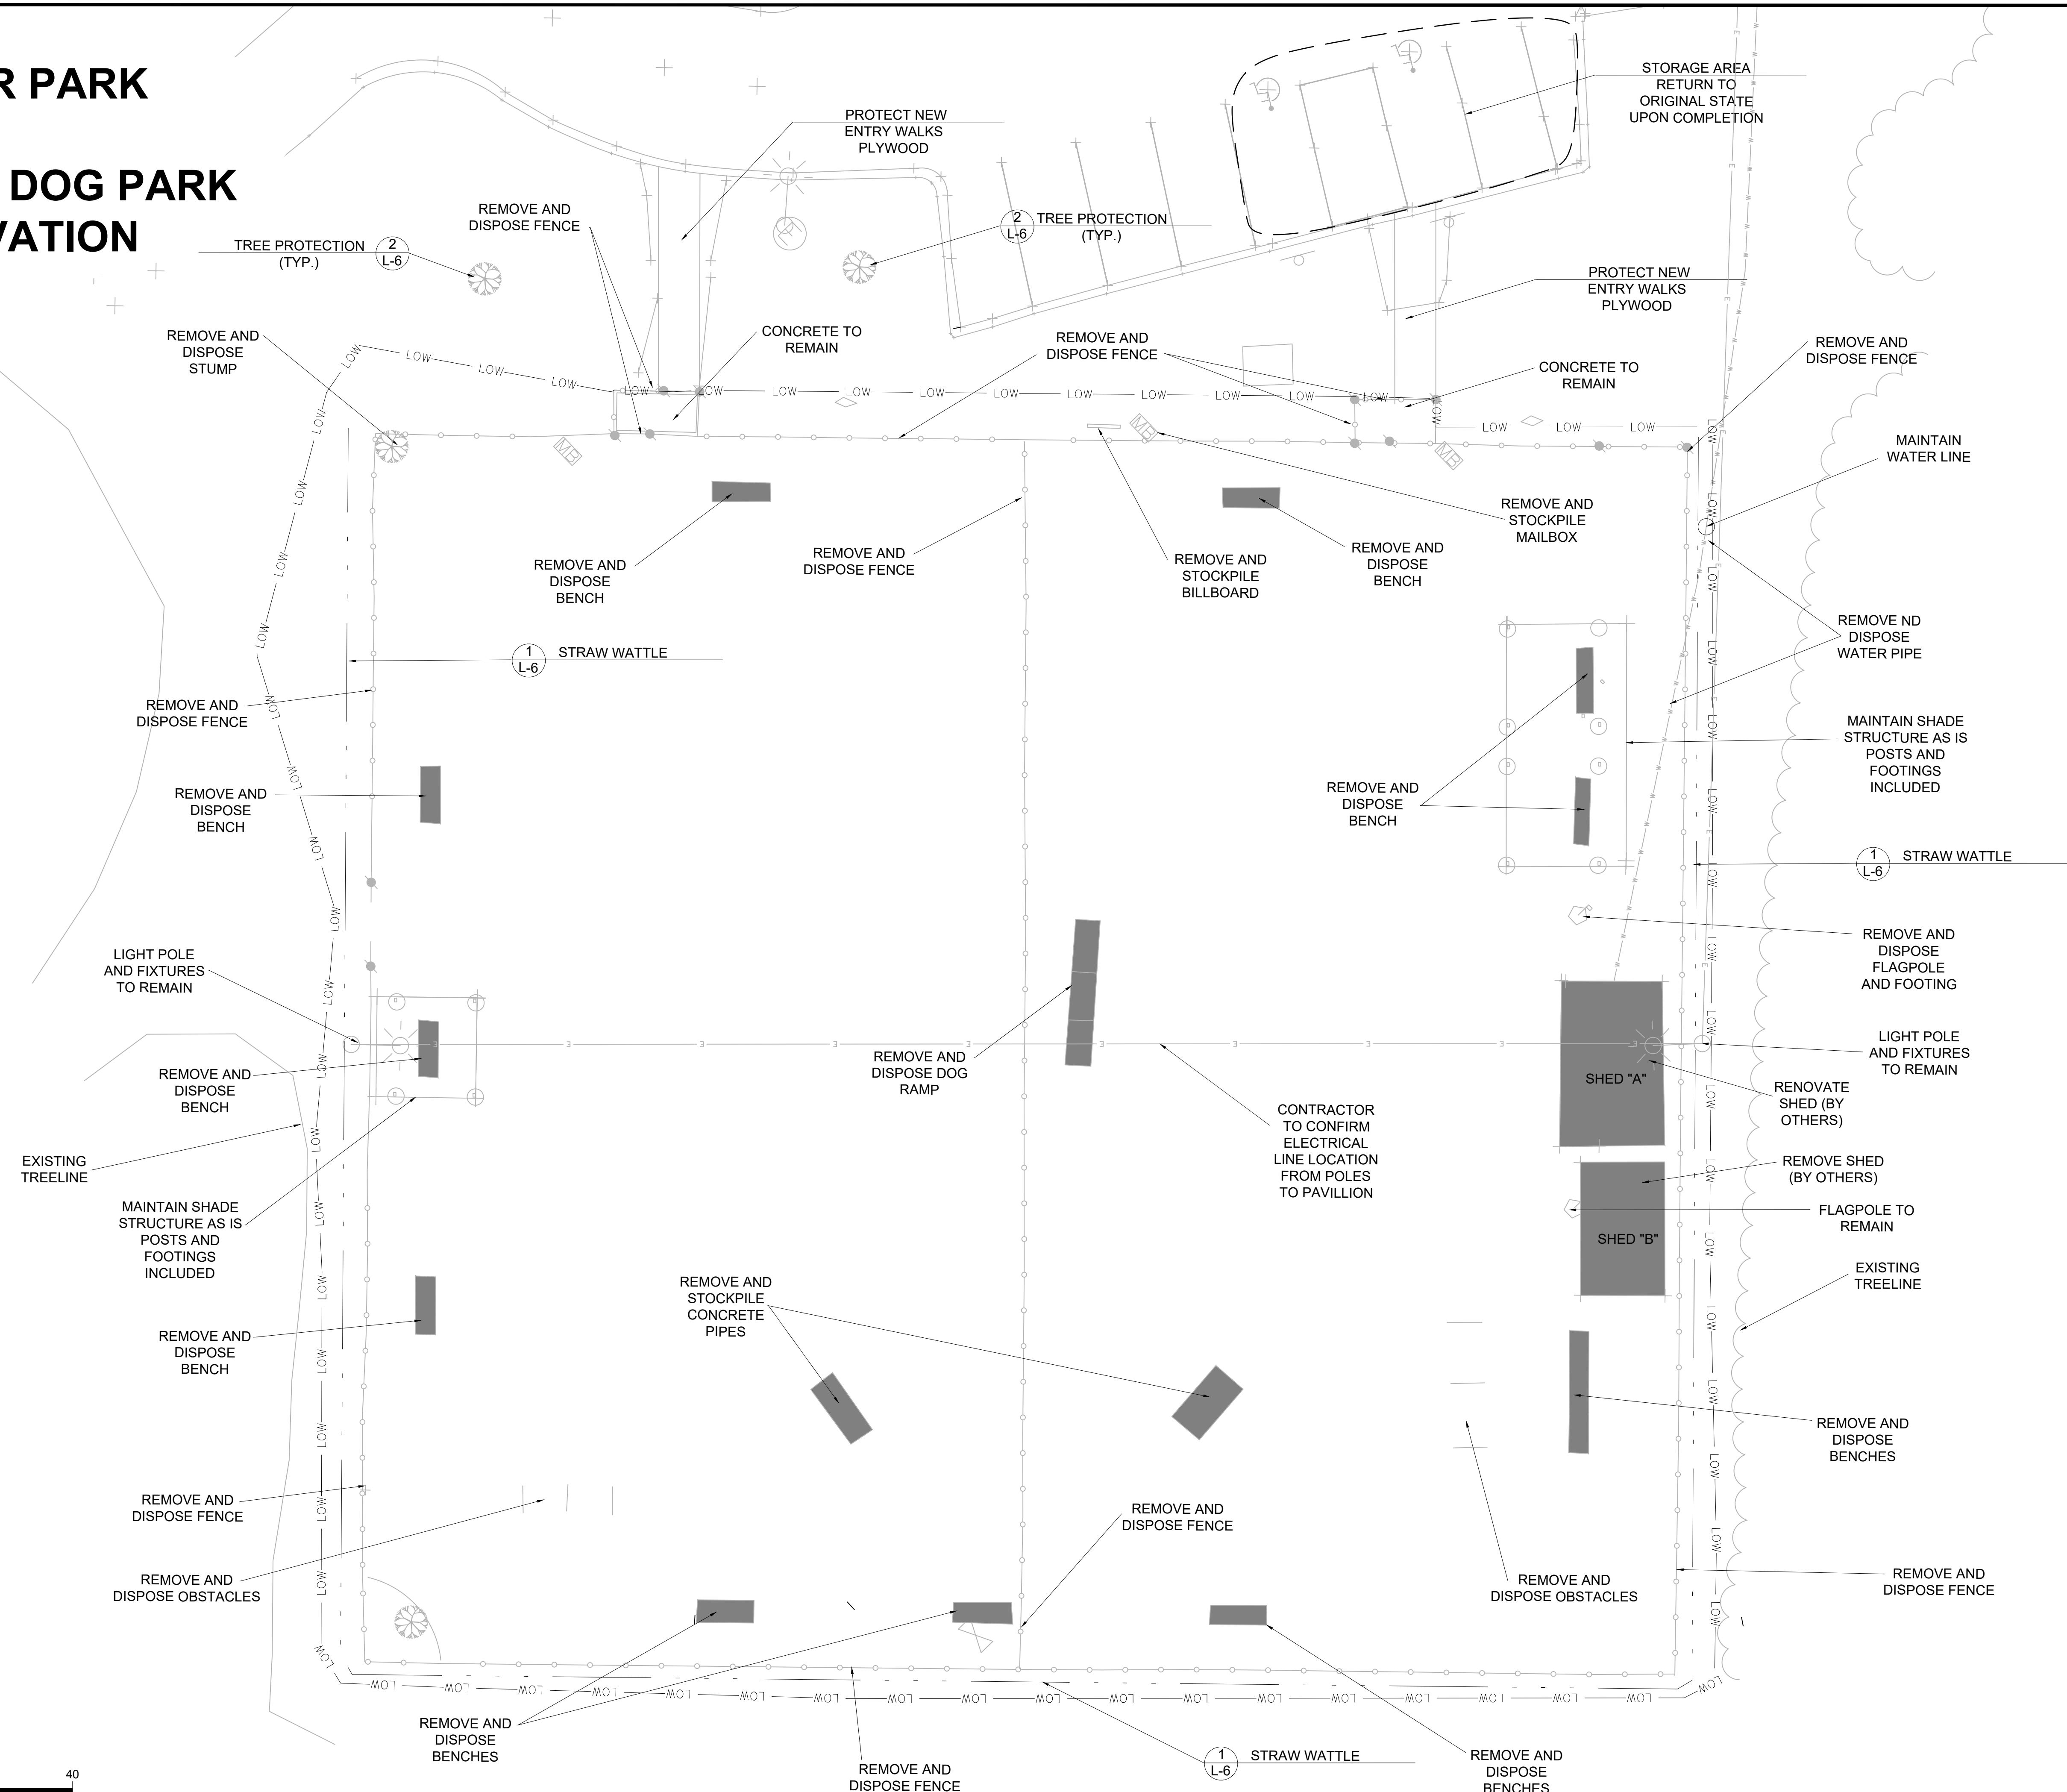 R PARK
DOG PARK
VATION
STORAGE AREA
RETURN TO
ORIGINAL STATE
UPON COMPLETION
PROTECT NEW
ENTRY WALKS
PLYWOOD
REMOVE AND
DISPOSE FENCE
2
L-6
TREE PROTECTION
(TYP.)
TREE PROTECTION
(TYP.)
2
L-6
PROTECT NEW
ENTRY WALKS
PLYWOOD
REMOVE AND
DISPOSE
STUMP
CONCRETE TO
REMAIN
REMOVE AND
DISPOSE FENCE
CONCRETE TO
REMAIN
REMOVE AND
DISPOSE FENCE
MAINTAIN
WATER LINE
REMOVE AND
STOCKPILE
MAILBOX
REMOVE AND
DISPOSE
BENCH
REMOVE AND
DISPOSE FENCE
REMOVE AND
STOCKPILE
BILLBOARD
REMOVE AND
DISPOSE
BENCH
REMOVE ND
DISPOSE
WATER PIPE
1
L-6
STRAW WATTLE
REMOVE AND
DISPOSE FENCE
MAINTAIN SHADE
STRUCTURE AS IS
POSTS AND
FOOTINGS
INCLUDED
REMOVE AND
DISPOSE
BENCH
REMOVE AND
DISPOSE
BENCH
1
L-6
STRAW WATTLE
LIGHT POLE
AND FIXTURES
TO REMAIN
REMOVE AND
DISPOSE
FLAGPOLE
AND FOOTING
REMOVE AND
DISPOSE
BENCH
REMOVE AND
DISPOSE DOG
RAMP
SHED "A"
LIGHT POLE
AND FIXTURES
TO REMAIN
RENOVATE
SHED (BY
OTHERS)
CONTRACTOR
TO CONFIRM
ELECTRICAL
LINE LOCATION
FROM POLES
TO PAVILLION
EXISTING
TREELINE
REMOVE SHED
(BY OTHERS)
MAINTAIN SHADE
STRUCTURE AS IS
POSTS AND
FOOTINGS
INCLUDED
FLAGPOLE TO
REMAIN
SHED "B"
EXISTING
TREELINE
REMOVE AND
STOCKPILE
CONCRETE
PIPES
REMOVE AND
DISPOSE
BENCH
REMOVE AND
DISPOSE
BENCHES
REMOVE AND
DISPOSE FENCE
REMOVE AND
DISPOSE FENCE
REMOVE AND
DISPOSE OBSTACLES
REMOVE AND
DISPOSE OBSTACLES
REMOVE AND
DISPOSE FENCE
REMOVE AND
DISPOSE
BENCHES
REMOVE AND
DISPOSE FENCE
1
L-6
STRAW WATTLE
REMOVE AND
DISPOSE
BENCHES
40